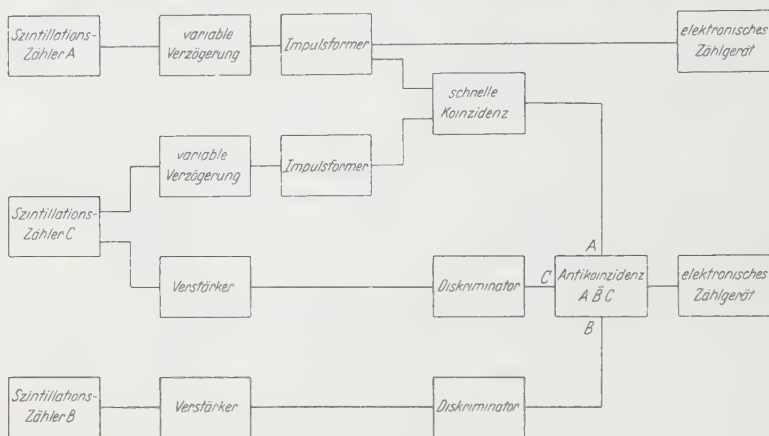 Szintillations-
Zähler A
variable
Verzögerung
Impulsformer
elektronisches
Zählgerät
schnelle
Koinzidenz
variable
Verzögerung
Impulsformer
Szintillations-
Zähler C
Verstärker
Diskriminator
A
C
Antikoinzidenz
A B̄ C
B
elektronisches
Zählgerät
Szintillations-
Zähler B
Verstärker
Diskriminator